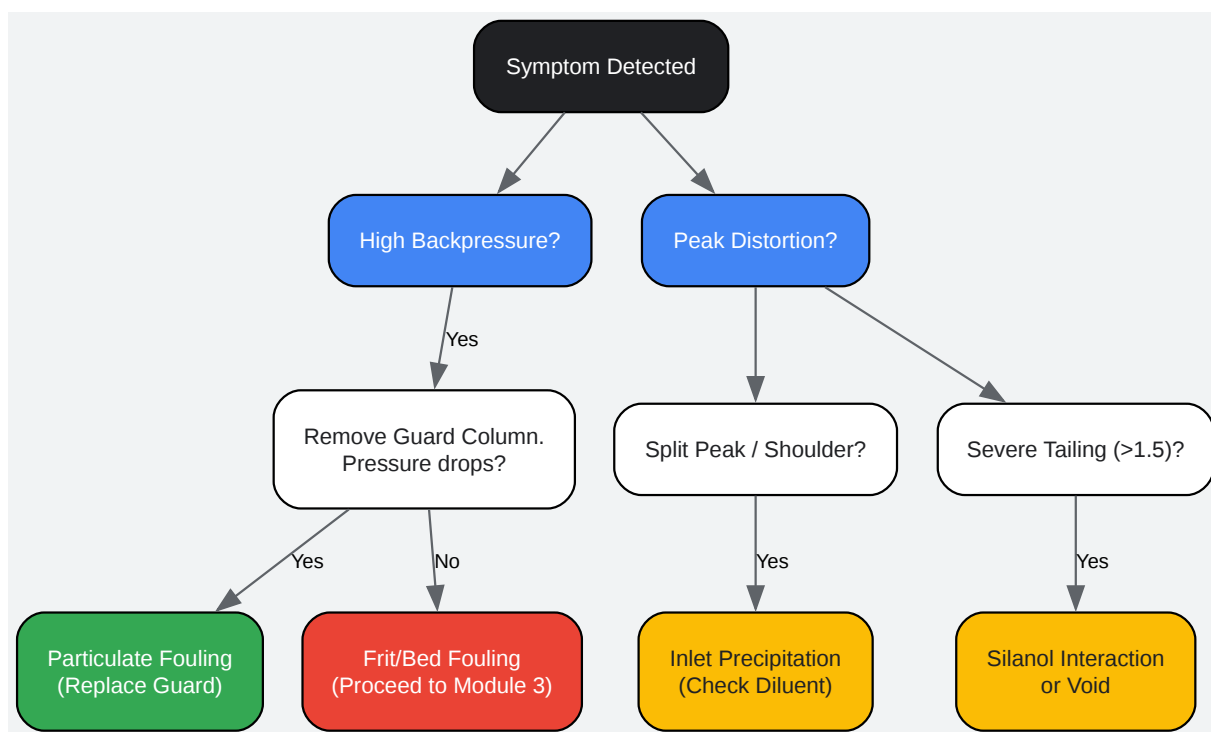 Symptom Detected
High Backpressure?
Peak Distortion?
Yes
Remove Guard Column.
Pressure drops?
Split Peak / Shoulder?
Severe Tailing (>1.5)?
Yes
No
Yes
Yes
Particulate Fouling
(Replace Guard)
Frit/Bed Fouling
(Proceed to Module 3)
Inlet Precipitation
(Check Diluent)
Silanol Interaction
or Void